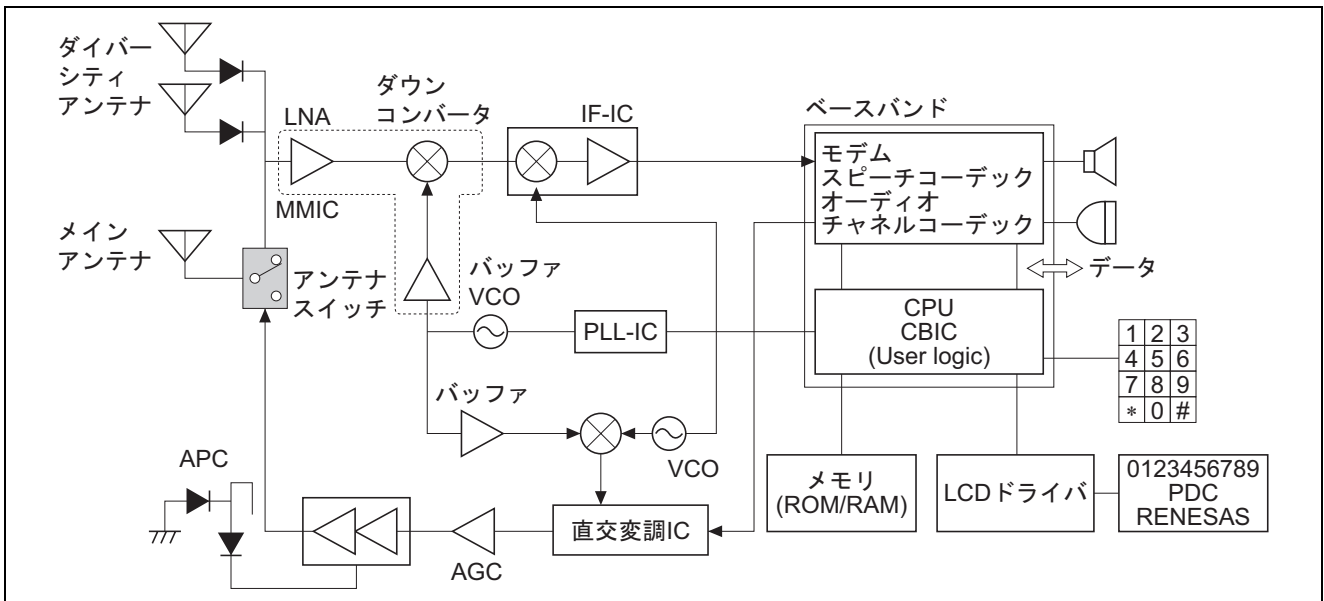 ダイバー
シティ
アンテナ
LNA
MMIC
ダウン
コンバータ
IF-IC
ベースバンド
モデム
スピーチコーデック
オーディオ
チャネルコーデック
データ
メイン
アンテナ
アンテナ
スイッチ
バッファ
VCO
PLL-IC
CPU
CBIC
(User logic)
1 2 3
4 5 6
7 8 9
* 0 #
バッファ
VCO
APC
AGC
直交変調IC
メモリ
(ROM/RAM)
LCDドライバ
0123456789
PDC
RENESAS